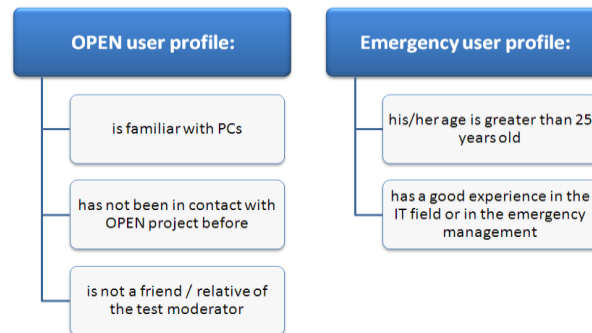 OPEN user profile:
is familiar with PCs
has not been in contact with
OPEN project before
is not a friend / relative of
the test moderator
Emergency user profile:
his/her age is greater than 25
years old
has a good experience in the
IT field or in the emergency
management